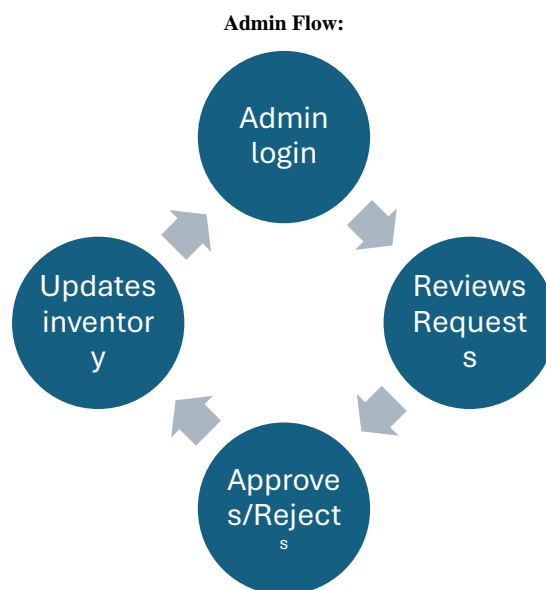 Admin Flow:
Admin
login
Reviews
Request
s
Approve
s/Reject
s
Updates
inventor
y